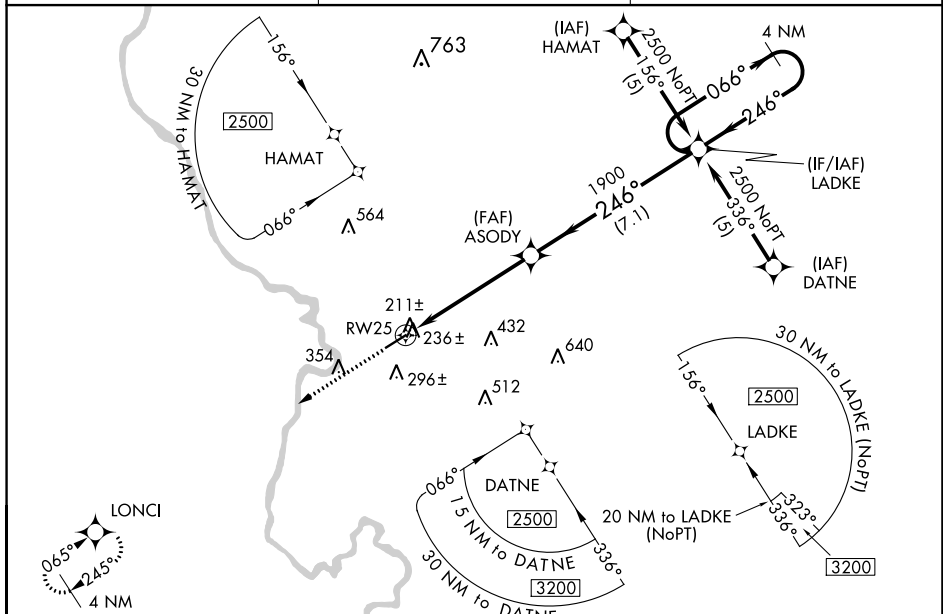 (IAF)
HAMAT
763
4 NM
2500 NoPT
156°
(5)
066°
246°
156°
30 NM to HAMAT
2500
HAMAT
066°
564
(IF/IAF)
LADKE
1900
246°
(7.1)
(FAF)
ASODY
2500 NoPT
336°
(5)
(IAF)
DATNE
211±
RW25
236±
432
640
354
296±
512
30 NM to LADKE (NoPT)
156°
2500
LADKE
323°
336°
20 NM to LADKE
(NoPT)
3200
066°
DATNE
2500
15 NM to DATNE
336°
3200
30 NM to DATNE
LONCI
065°
245°
4 NM